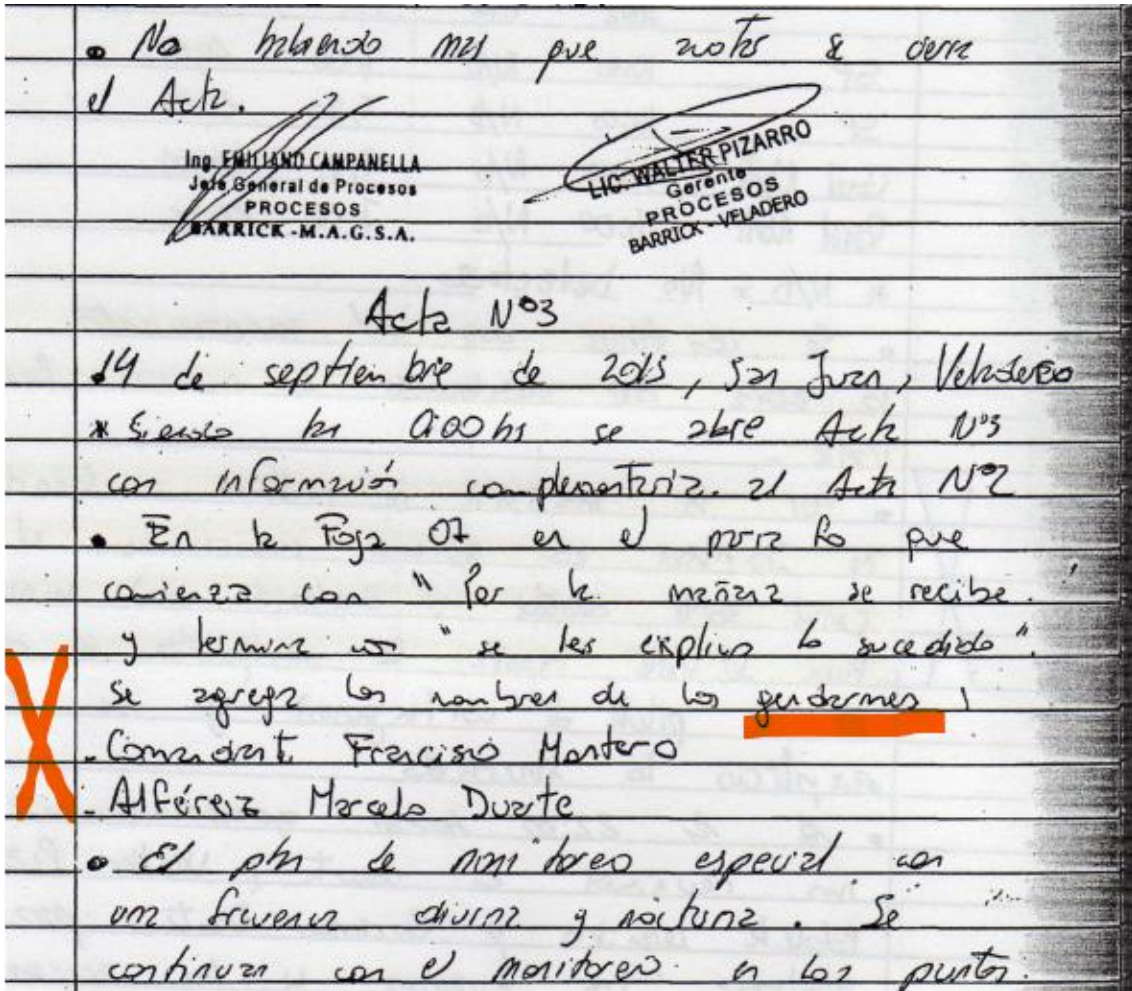 • No habiendo mas que notar se cierra
el Acta.
Ing. EMILIANO CAMPANELLA
Jefe General de Procesos
PROCESOS
BARRICK - M.A.G.S.A.
LIC. WALTER PIZARRO
Gerente
PROCESOS
BARRICK - VELADERO
Acta Nº3
14 de septiembre de 2015, San Juan, Veladero
* Siendo las 0:00 hs se abre Acta Nº3
con información complementaria al Acta Nº2
• En la Foja 07 en el parrafo que
comienza con "Por la mañana se recibe.
y termina con "se les explica lo sucedido".
Se agrega los nombres de los gendarmes
- Comandante Francisco Montero
- Alférez Marcelo Duarte
• El plan de monitoreo especial con
una frecuencia diurna y nocturna. Se
continuan con el monitoreo en los puntos